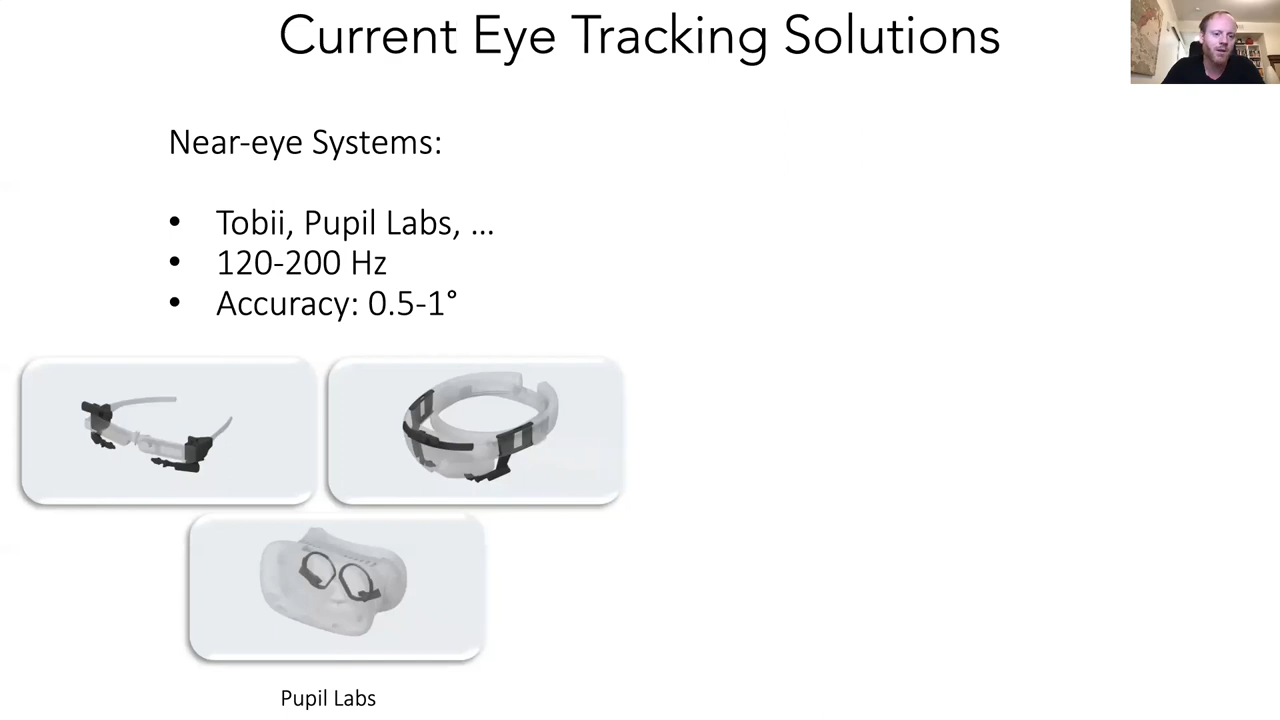 Current Eye Tracking Solutions
Near-eye Systems:
• Tobii, Pupil Labs, ...
• 120-200 Hz
• Accuracy: 0.5-1°
Pupil Labs